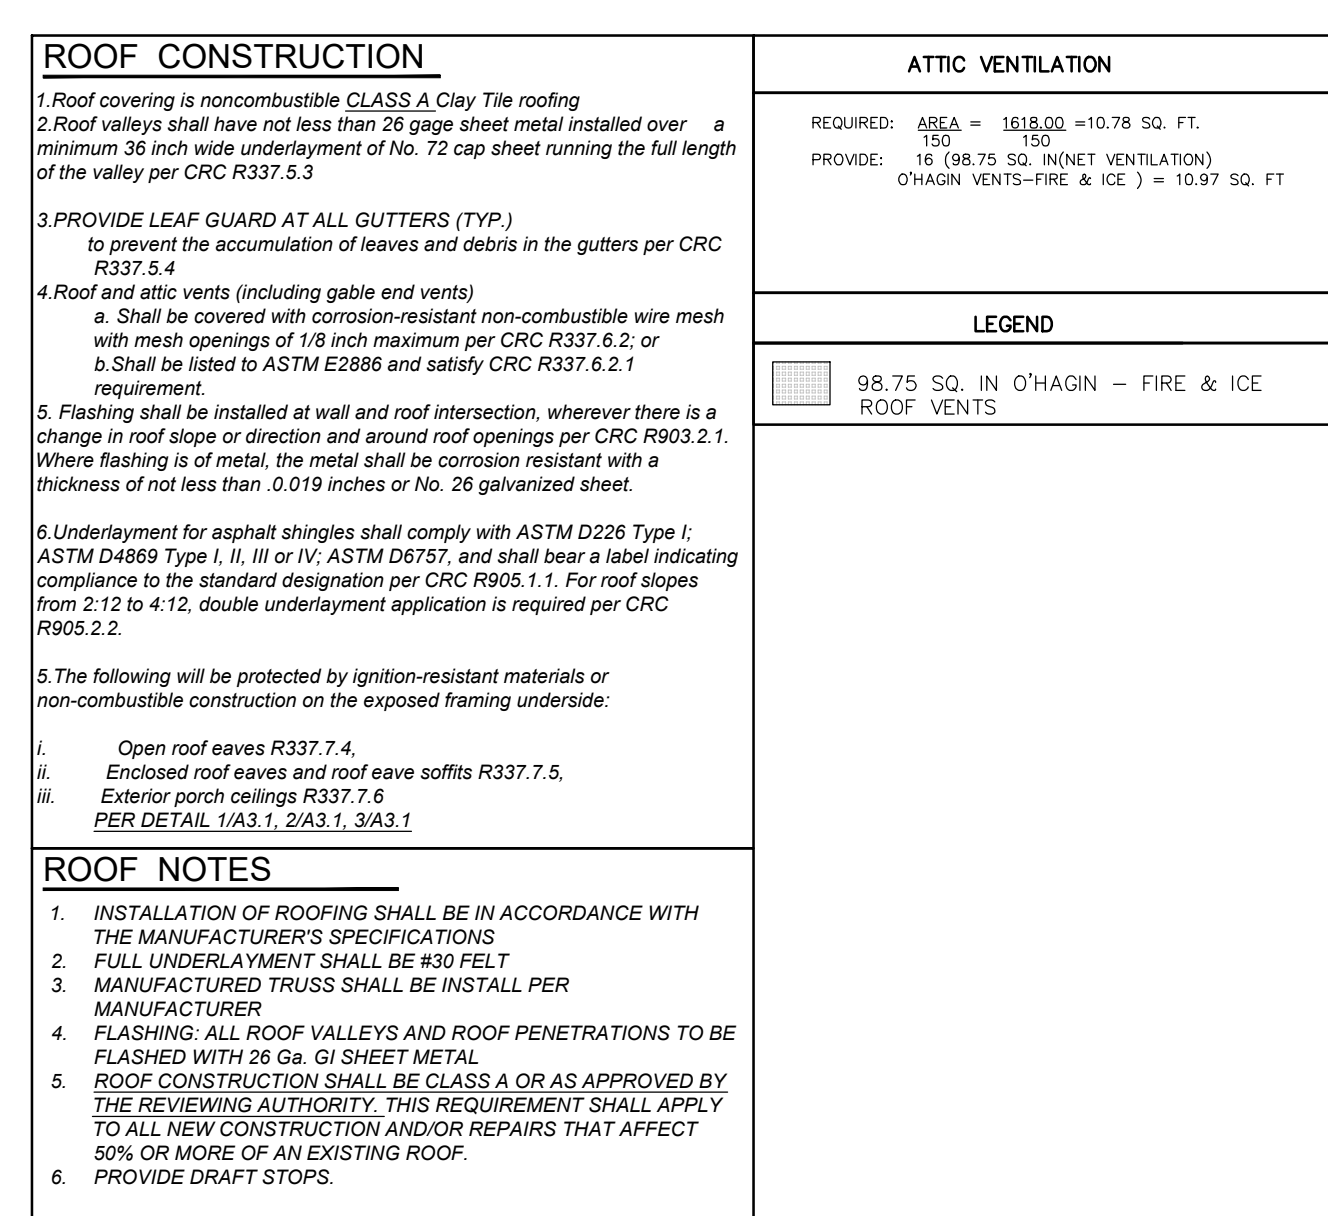 ROOF CONSTRUCTION
1.Roof covering is noncombustible CLASS A Clay Tile roofing
2.Roof valleys shall have not less than 26 gage sheet metal installed over a
minimum 36 inch wide underlayment of No. 72 cap sheet running the full length
of the valley per CRC R337.5.3
3.PROVIDE LEAF GUARD AT ALL GUTTERS (TYP.)
to prevent the accumulation of leaves and debris in the gutters per CRC
R337.5.4
4.Roof and attic vents (including gable end vents)
a. Shall be covered with corrosion-resistant non-combustible wire mesh
with mesh openings of 1/8 inch maximum per CRC R337.6.2; or
b.Shall be listed to ASTM E2886 and satisfy CRC R337.6.2.1
requirement.
5. Flashing shall be installed at wall and roof intersection, wherever there is a
change in roof slope or direction and around roof openings per CRC R903.2.1.
Where flashing is of metal, the metal shall be corrosion resistant with a
thickness of not less than .0.019 inches or No. 26 galvanized sheet.
6.Underlayment for asphalt shingles shall comply with ASTM D226 Type I;
ASTM D4869 Type I, II, III or IV; ASTM D6757, and shall bear a label indicating
compliance to the standard designation per CRC R905.1.1. For roof slopes
from 2:12 to 4:12, double underlayment application is required per CRC
R905.2.2.
5.The following will be protected by ignition-resistant materials or
non-combustible construction on the exposed framing underside:
i. Open roof eaves R337.7.4,
ii. Enclosed roof eaves and roof eave soffits R337.7.5,
iii. Exterior porch ceilings R337.7.6
PER DETAIL 1/A3.1, 2/A3.1, 3/A3.1
ROOF NOTES
1. INSTALLATION OF ROOFING SHALL BE IN ACCORDANCE WITH
THE MANUFACTURER'S SPECIFICATIONS
2. FULL UNDERLAYMENT SHALL BE #30 FELT
3. MANUFACTURED TRUSS SHALL BE INSTALL PER
MANUFACTURER
4. FLASHING: ALL ROOF VALLEYS AND ROOF PENETRATIONS TO BE
FLASHED WITH 26 Ga. GI SHEET METAL
5. ROOF CONSTRUCTION SHALL BE CLASS A OR AS APPROVED BY
THE REVIEWING AUTHORITY. THIS REQUIREMENT SHALL APPLY
TO ALL NEW CONSTRUCTION AND/OR REPAIRS THAT AFFECT
50% OR MORE OF AN EXISTING ROOF.
6. PROVIDE DRAFT STOPS.
ATTIC VENTILATION
REQUIRED: AREA = 1618.00 =10.78 SQ. FT.
150 150
PROVIDE: 16 (98.75 SQ. IN(NET VENTILATION)
O'HAGIN VENTS-FIRE & ICE ) = 10.97 SQ. FT
LEGEND
98.75 SQ. IN O'HAGIN - FIRE & ICE
ROOF VENTS